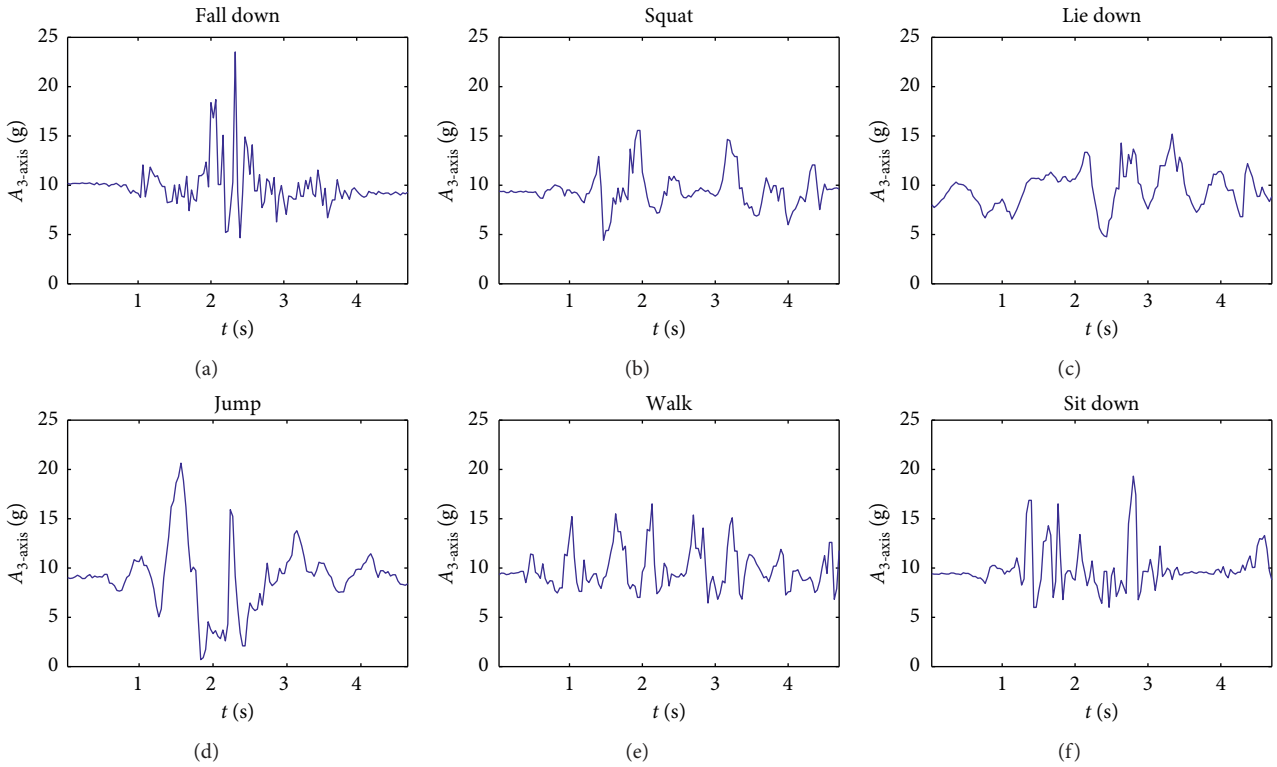 Fall down
25
20
15
10
5
0
A3-axis (g)
1 2 3 4
t (s)
(a)
Squat
25
20
15
10
5
0
A3-axis (g)
1 2 3 4
t (s)
(b)
Lie down
25
20
15
10
5
0
A3-axis (g)
1 2 3 4
t (s)
(c)
Jump
25
20
15
10
5
0
A3-axis (g)
1 2 3 4
t (s)
(d)
Walk
25
20
15
10
5
0
A3-axis (g)
1 2 3 4
t (s)
(e)
Sit down
25
20
15
10
5
0
A3-axis (g)
1 2 3 4
t (s)
(f)